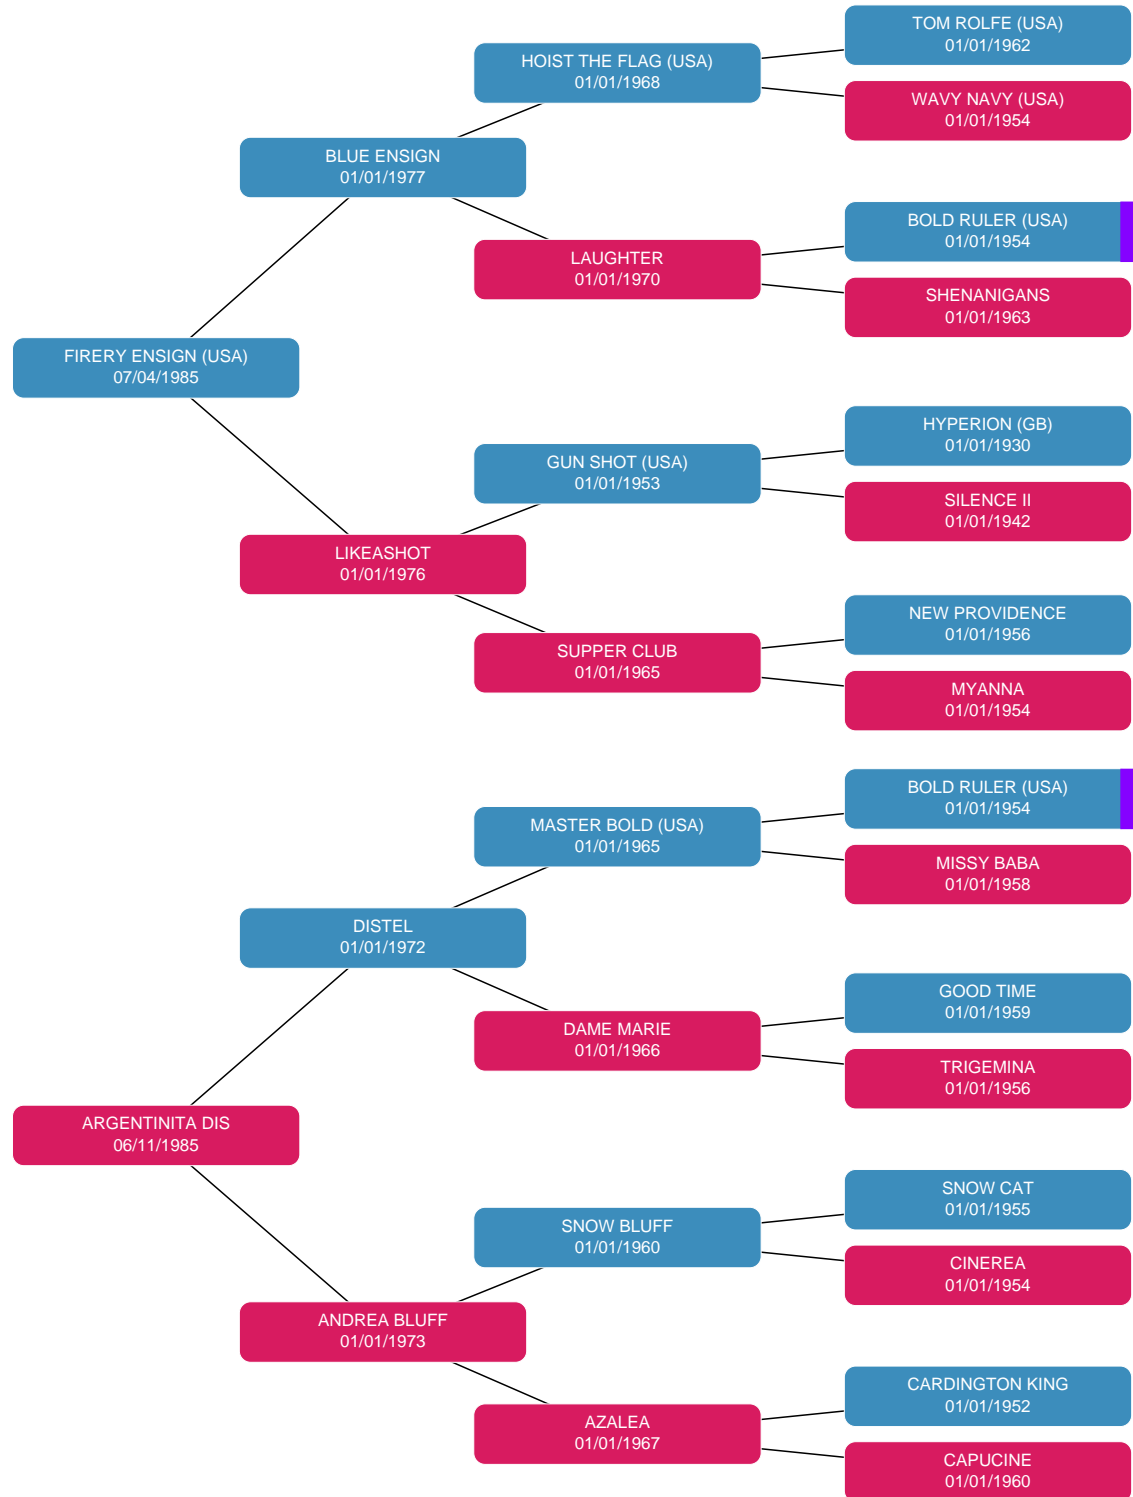 TOM ROLFE (USA)
01/01/1962
HOIST THE FLAG (USA)
01/01/1968
WAVY NAVY (USA)
01/01/1954
BLUE ENSIGN
01/01/1977
BOLD RULER (USA)
01/01/1954
LAUGHTER
01/01/1970
SHENANIGANS
01/01/1963
FIRERY ENSIGN (USA)
07/04/1985
HYPERION (GB)
01/01/1930
GUN SHOT (USA)
01/01/1953
SILENCE II
01/01/1942
LIKEASHOT
01/01/1976
NEW PROVIDENCE
01/01/1956
SUPPER CLUB
01/01/1965
MYANNA
01/01/1954
BOLD RULER (USA)
01/01/1954
MASTER BOLD (USA)
01/01/1965
MISSY BABA
01/01/1958
DISTEL
01/01/1972
GOOD TIME
01/01/1959
DAME MARIE
01/01/1966
TRIGEMINA
01/01/1956
ARGENTINITA DIS
06/11/1985
SNOW CAT
01/01/1955
SNOW BLUFF
01/01/1960
CINEREA
01/01/1954
ANDREA BLUFF
01/01/1973
CARDINGTON KING
01/01/1952
AZALEA
01/01/1967
CAPUCINE
01/01/1960